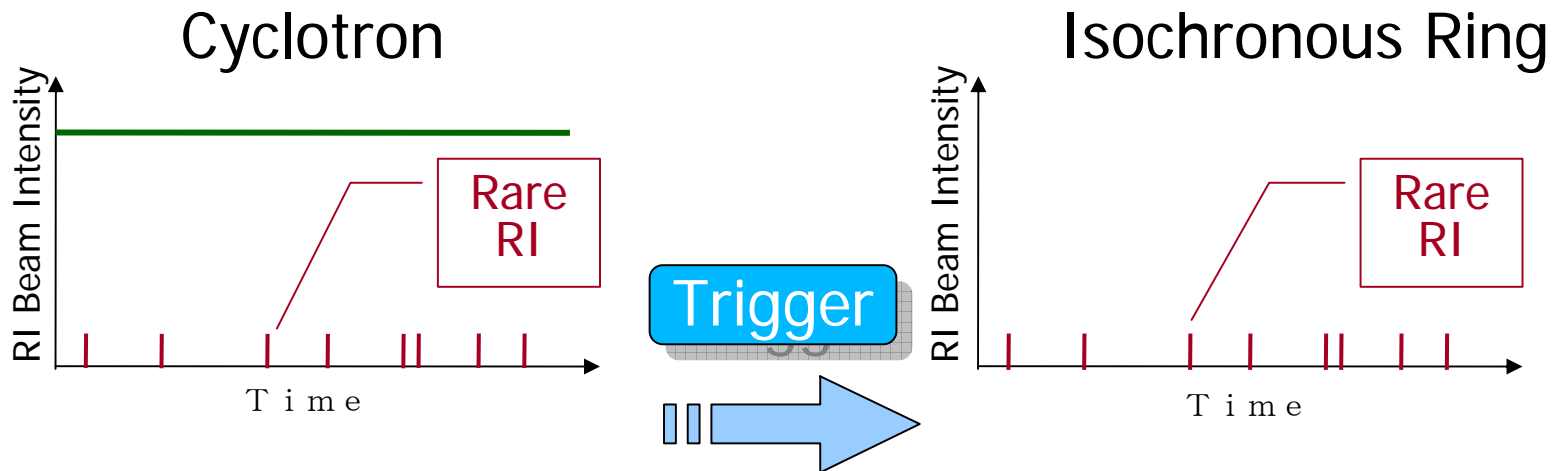 Cyclotron
RI Beam Intensity
Rare
RI
Time
Trigger
Isochronous Ring
RI Beam Intensity
Rare
RI
Time